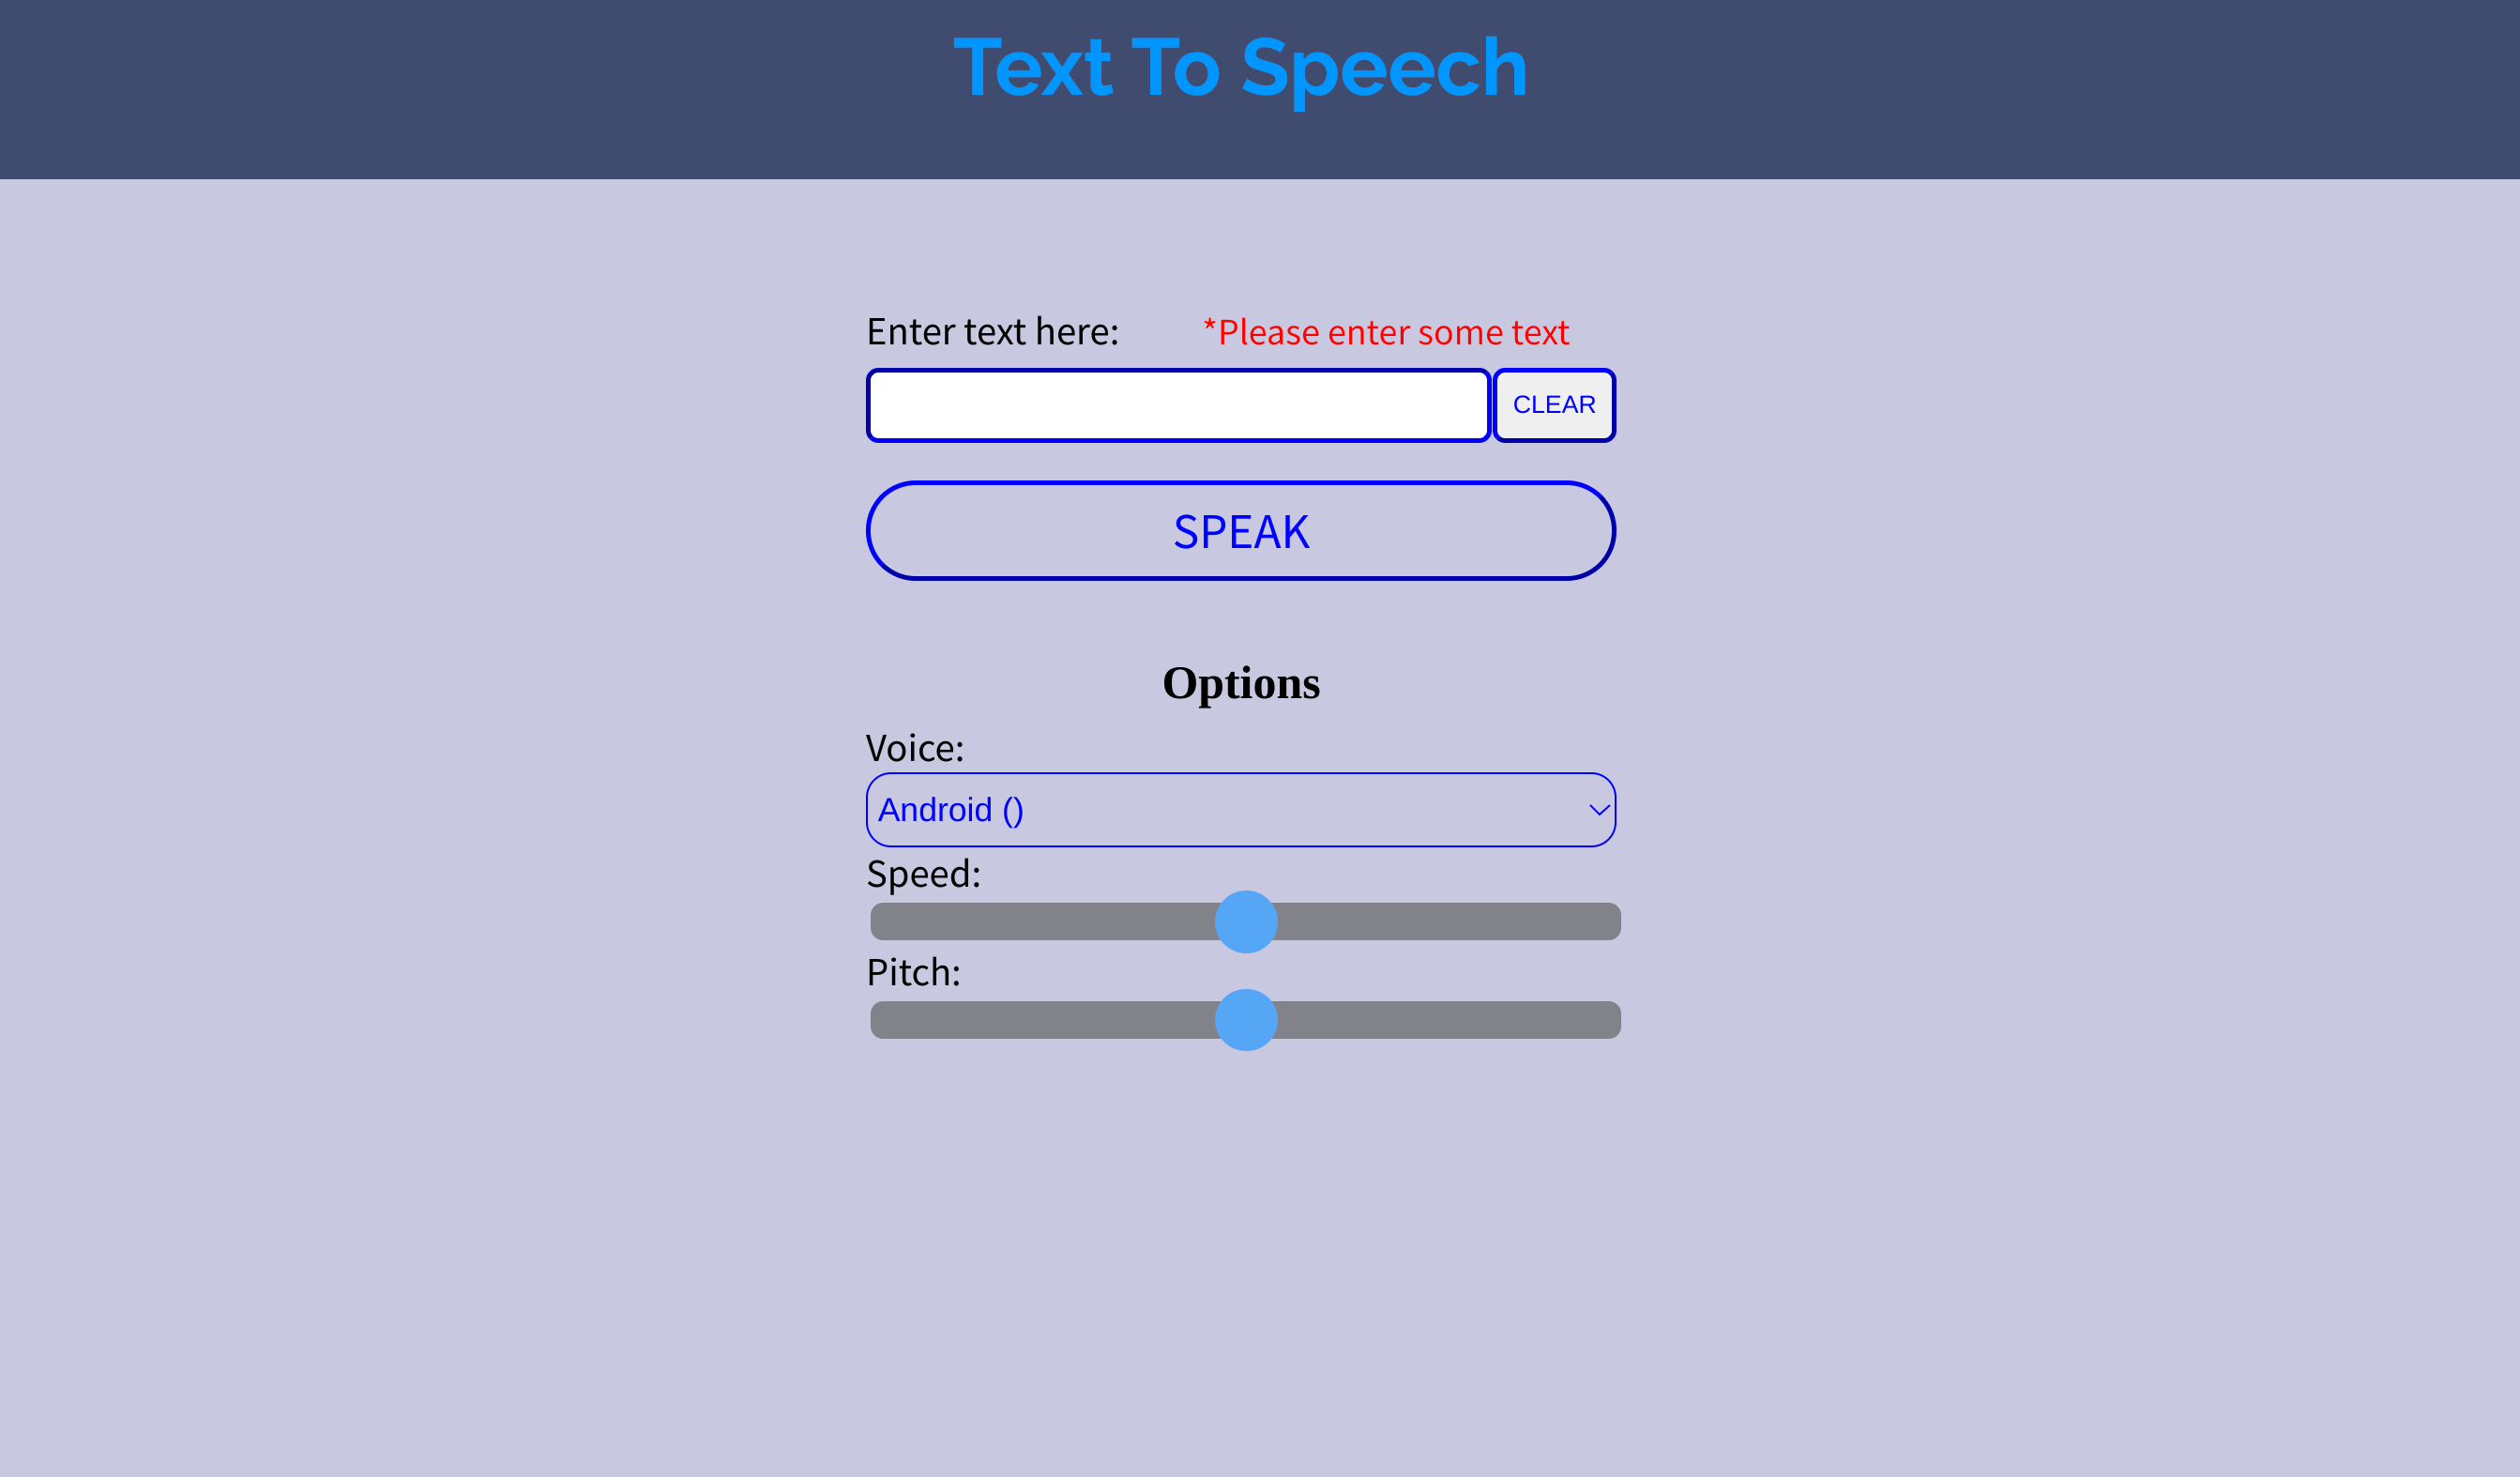 Text To Speech
Enter text here: *Please enter some text
CLEAR
SPEAK
Options
Voice:
Android ()
Speed:
Pitch: